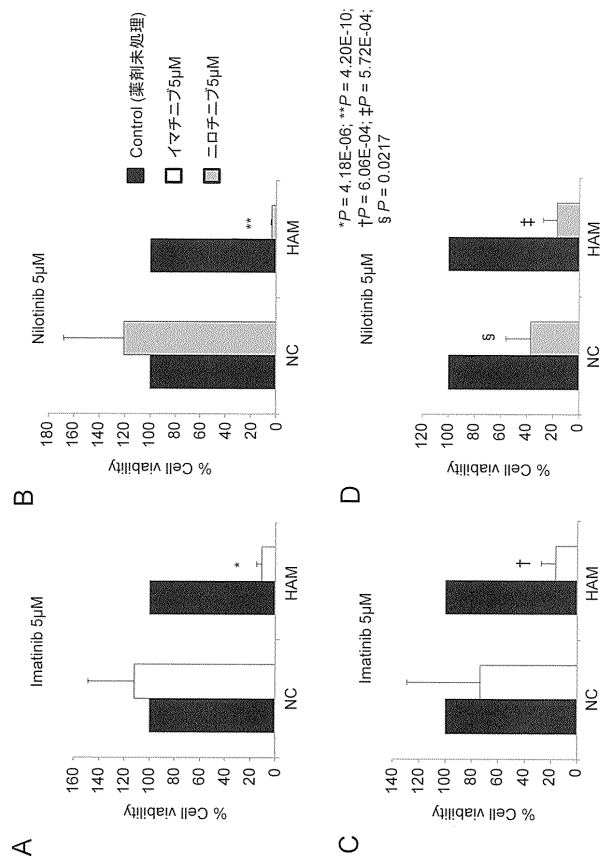 A
Imatinib 5μM
% Cell viability
160
140
120
100
80
60
40
20
0
NC
HAM
*
B
Nilotinib 5μM
% Cell viability
180
160
140
120
100
80
60
40
20
0
NC
HAM
**
Control (薬剤未処理)
イマチニブ5μM
ニロチニブ5μM
C
Imatinib 5μM
% Cell viability
140
120
100
80
60
40
20
0
NC
HAM
†
D
Nilotinib 5μM
% Cell viability
120
100
80
60
40
20
0
NC
HAM
§
‡
*P = 4.18E-06; **P = 4.20E-10;
†P = 6.06E-04; ‡P = 5.72E-04;
§ P = 0.0217